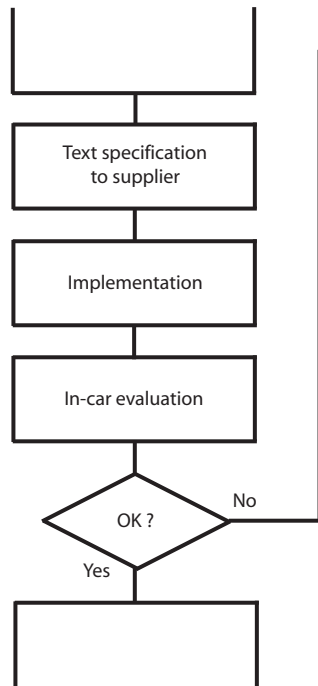 Text specification
to supplier
Implementation
In-car evaluation
OK ?
No
Yes